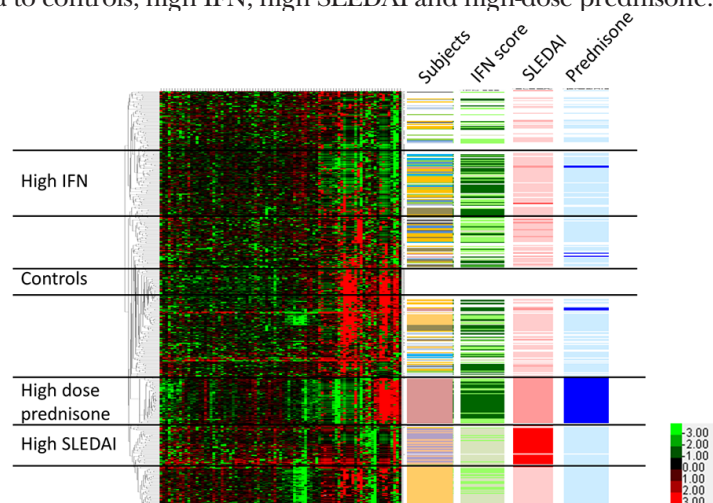 to controls, high IFN, high SLEDAI and high-dose prednisone.
Subjects
IFN score
SLEDAI
Prednisone
High IFN
Controls
High dose
prednisone
High SLEDAI
-3.00
-2.00
-1.00
0.00
1.00
2.00
3.00